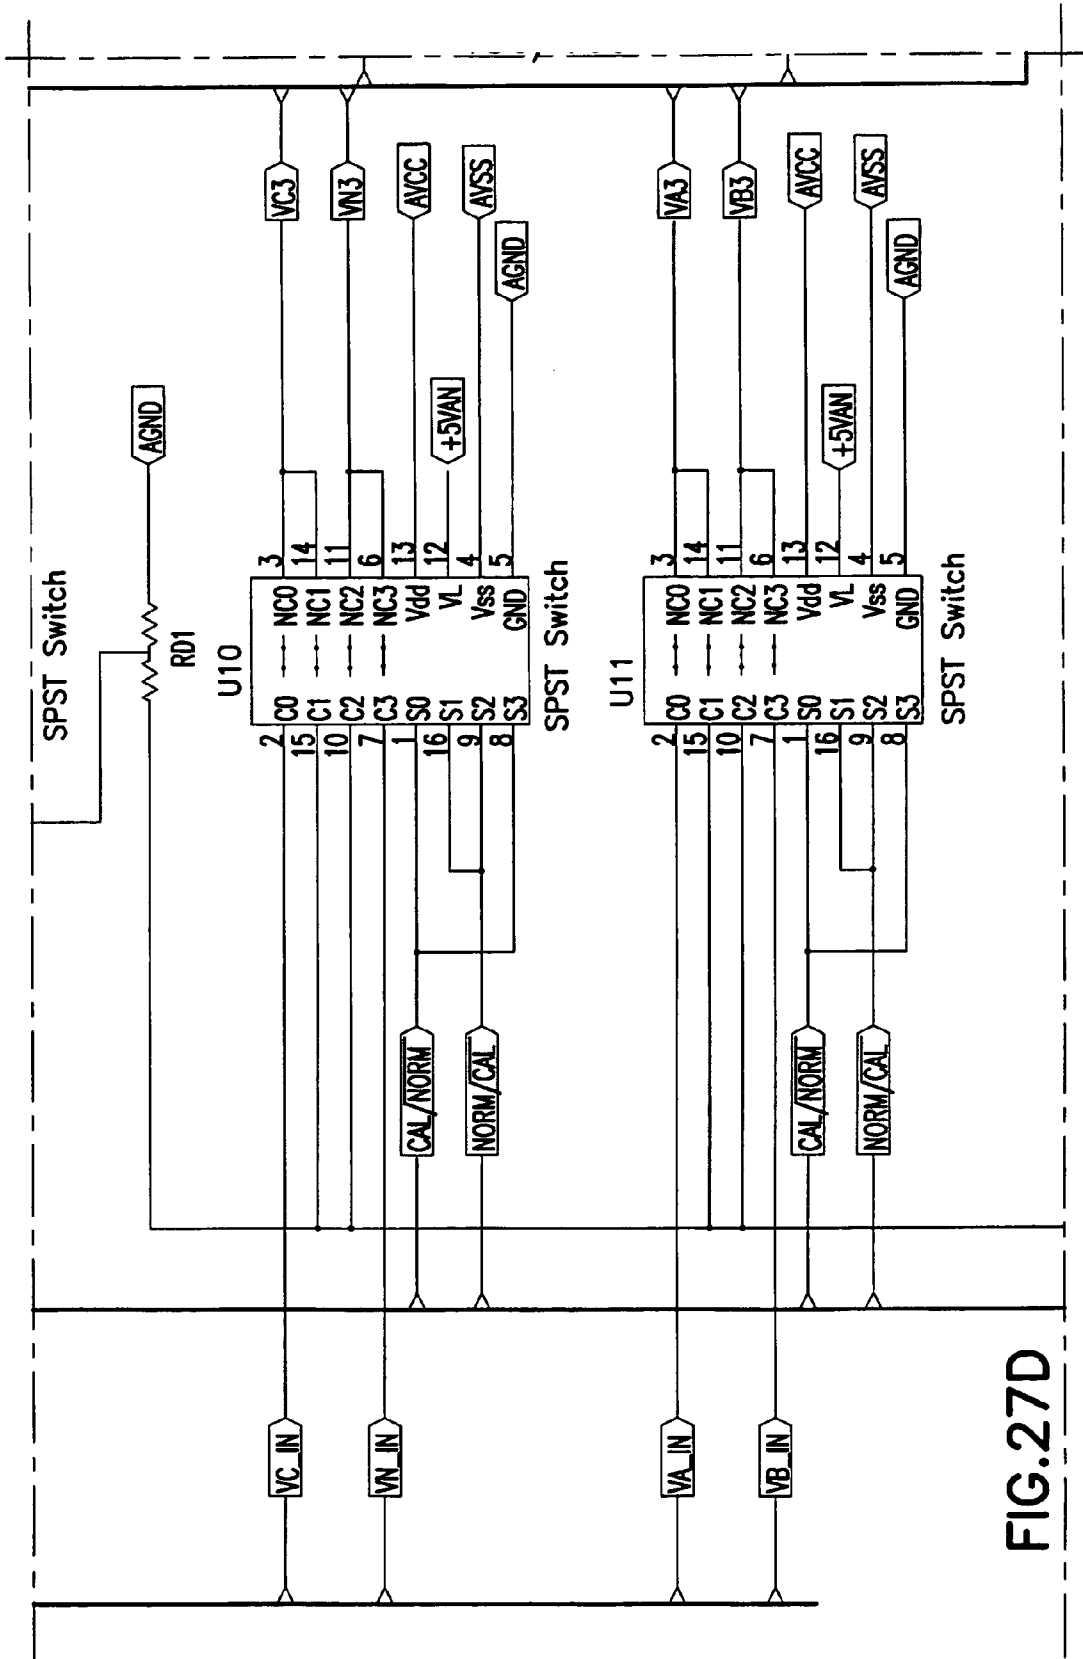 SPST Switch
AGND
RD1
U10
VC_IN
2 C0 NC0 3
VC3
15 C1 NC1 14
10 C2 NC2 11
VN3
VN_IN
7 C3 NC3 6
1 S0 Vdd 13
AVCC
16 S1 VL 12
+5VAN
9 S2 Vss 4
AVSS
8 S3 GND 5
AGND
CAL/NORM
NORM/CAL
SPST Switch
U11
VA_IN
2 C0 NC0 3
VA3
15 C1 NC1 14
10 C2 NC2 11
VB3
VB_IN
7 C3 NC3 6
1 S0 Vdd 13
AVCC
16 S1 VL 12
+5VAN
9 S2 Vss 4
AVSS
8 S3 GND 5
AGND
CAL/NORM
NORM/CAL
SPST Switch
FIG.27D